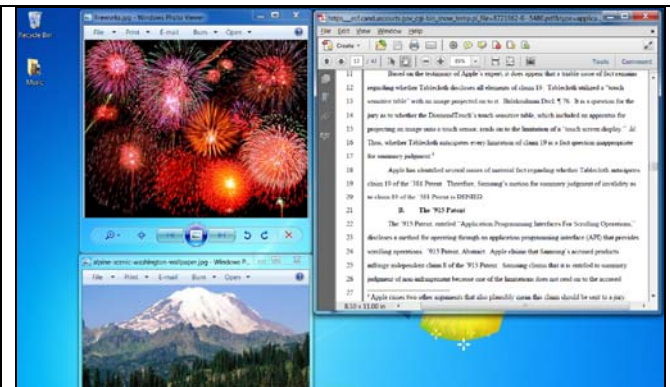 Recycle Bin
Music
fireworks.jpg - Windows Photo Viewer
File Print E-mail Burn Open
alpine-scenic-washington-wallpaper.jpg - Windows P...
File Print E-mail Burn Open
File Edit View Window Help
Create
13 / 47 Tools Comment
11 Based on the testimony of Apple's expert, it does appear that a triable issue of fact remains
12 regarding whether Tablecloth discloses all elements of claim 19. Tablecloth utilized a "touch
13 sensitive table" with an image projected on to it. Balakrishnan Decl. ¶ 76. It is a question for the
14 jury as to whether the DiamondTouch's touch sensitive table, which included an apparatus for
15 projecting an image onto a touch sensor, reads on to the limitation of a "touch screen display." Id.
16 Thus, whether Tablecloth anticipates every limitation of claim 19 is a fact question inappropriate
17 for summary judgment.
18 Apple has identified several issues of material fact regarding whether Tablecloth anticipates
19 claim 19 of the '381 Patent. Therefore, Samsung's motion for summary judgment of invalidity as
20 to claim 19 of the '381 Patent is DENIED.
21 B. The '915 Patent
22 The '915 Patent, entitled "Application Programming Interfaces For Scrolling Operations,"
23 discloses a method for operating through an application programming interface (API) that provides
24 scrolling operations. '915 Patent, Abstract. Apple claims that Samsung's accused products
25 infringe independent claim 8 of the '915 Patent. Samsung claims that it is entitled to summary
26 judgment of non-infringement because one of the limitations does not read on to the accused
27
Apple raises two other arguments that also plausibly mean this claim should be sent to a jury.
8.50 x 11.00 in